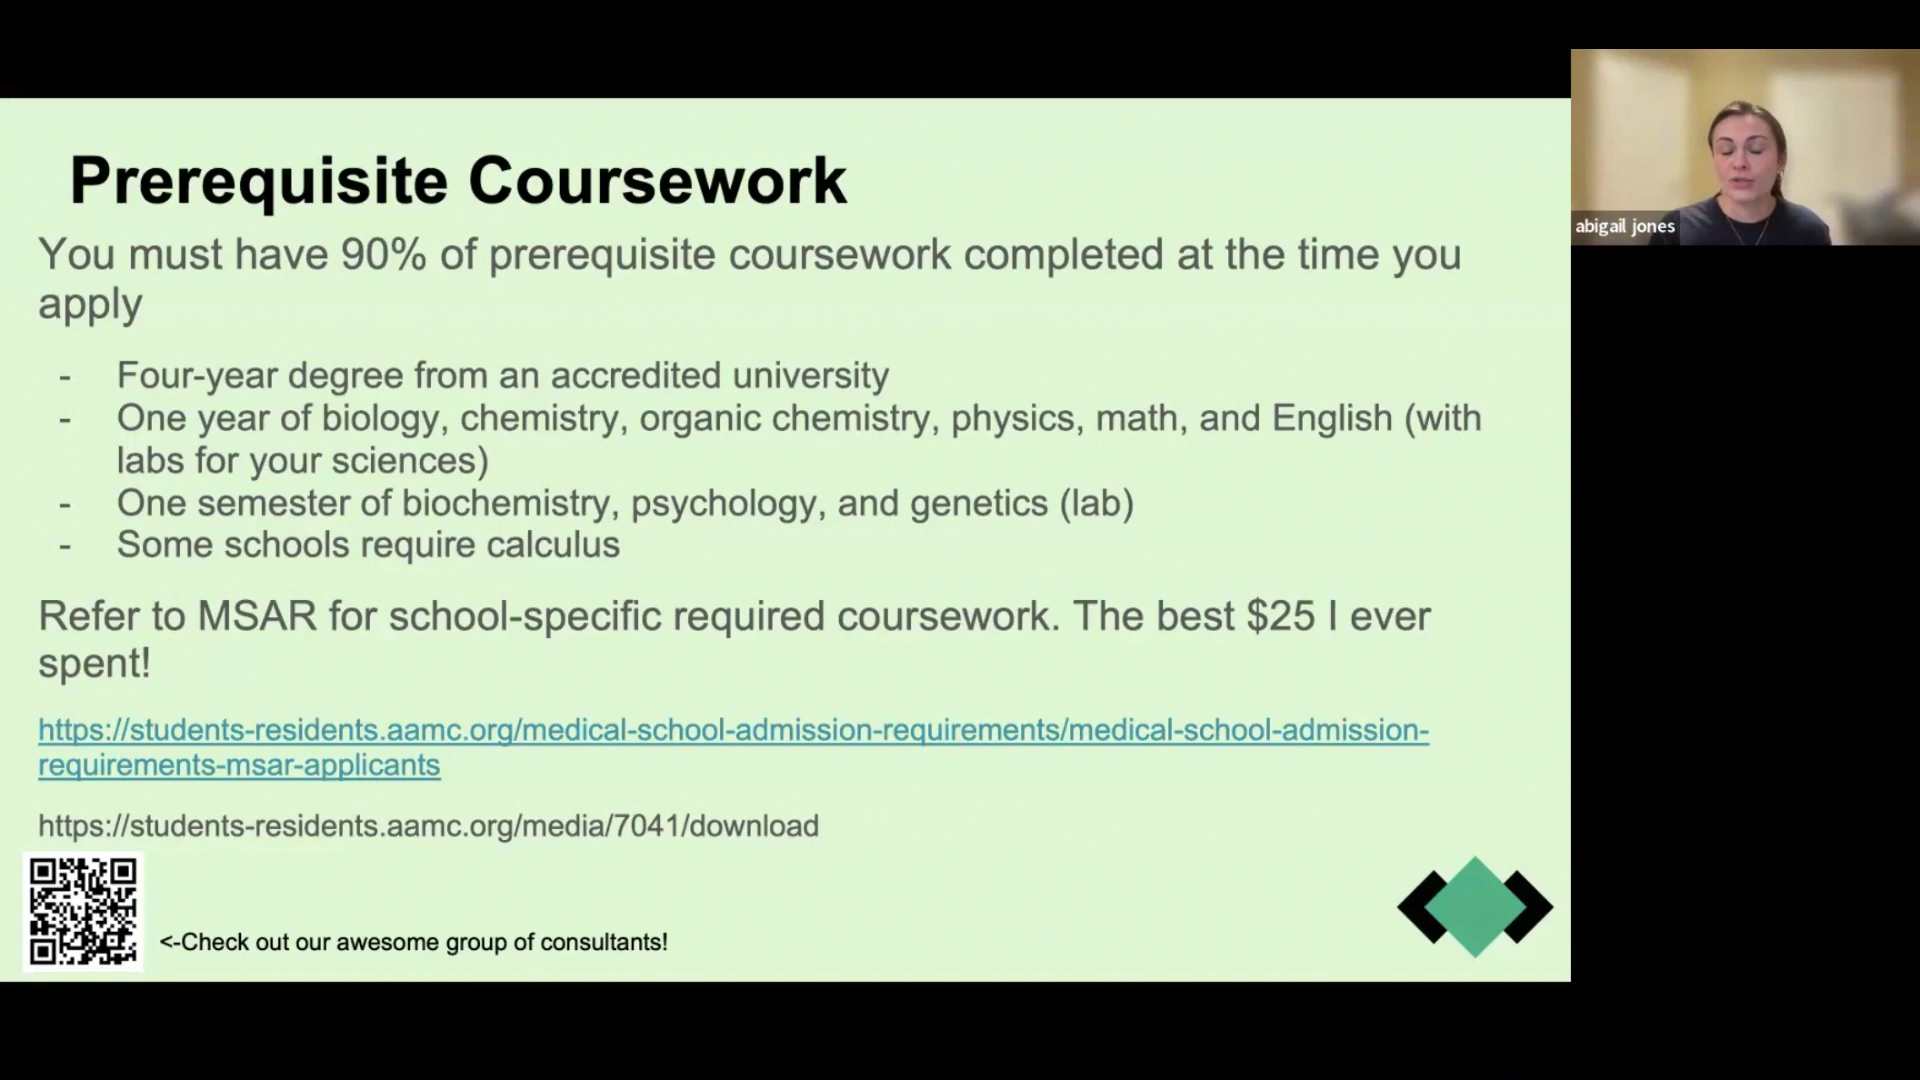 Prerequisite Coursework
You must have 90% of prerequisite coursework completed at the time you
apply
- Four-year degree from an accredited university
- One year of biology, chemistry, organic chemistry, physics, math, and English (with
labs for your sciences)
- One semester of biochemistry, psychology, and genetics (lab)
- Some schools require calculus
Refer to MSAR for school-specific required coursework. The best $25 I ever
spent!
https://students-residents.aamc.org/medical-school-admission-requirements/medical-school-admission-
requirements-msar-applicants
https://students-residents.aamc.org/media/7041/download
<-Check out our awesome group of consultants!
abigail jones